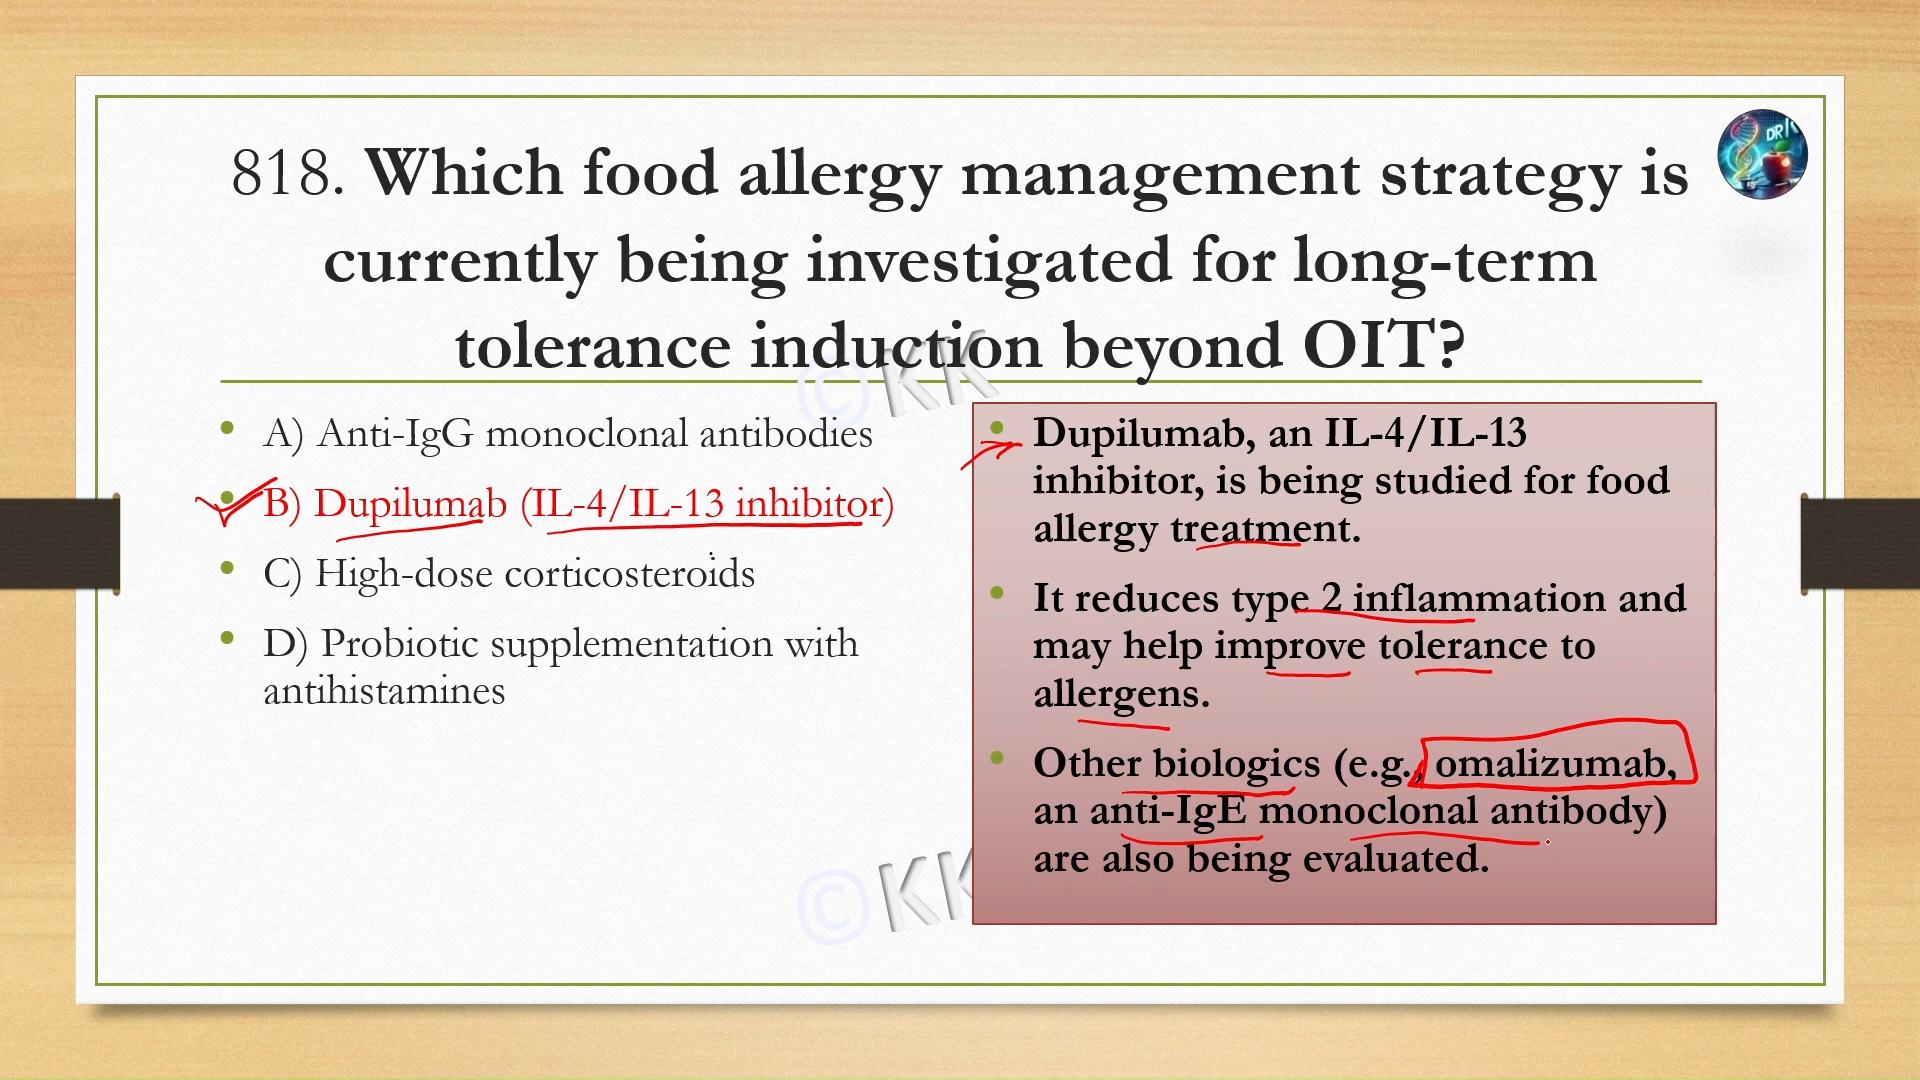 818. Which food allergy management strategy is
currently being investigated for long-term
tolerance induction beyond OIT?
A) Anti-IgG monoclonal antibodies
B) Dupilumab (IL-4/IL-13 inhibitor)
C) High-dose corticosteroids
D) Probiotic supplementation with
antihistamines
Dupilumab, an IL-4/IL-13
inhibitor, is being studied for food
allergy treatment.
It reduces type 2 inflammation and
may help improve tolerance to
allergens.
Other biologics (e.g., omalizumab,
an anti-IgE monoclonal antibody)
are also being evaluated.
©KK
©KK